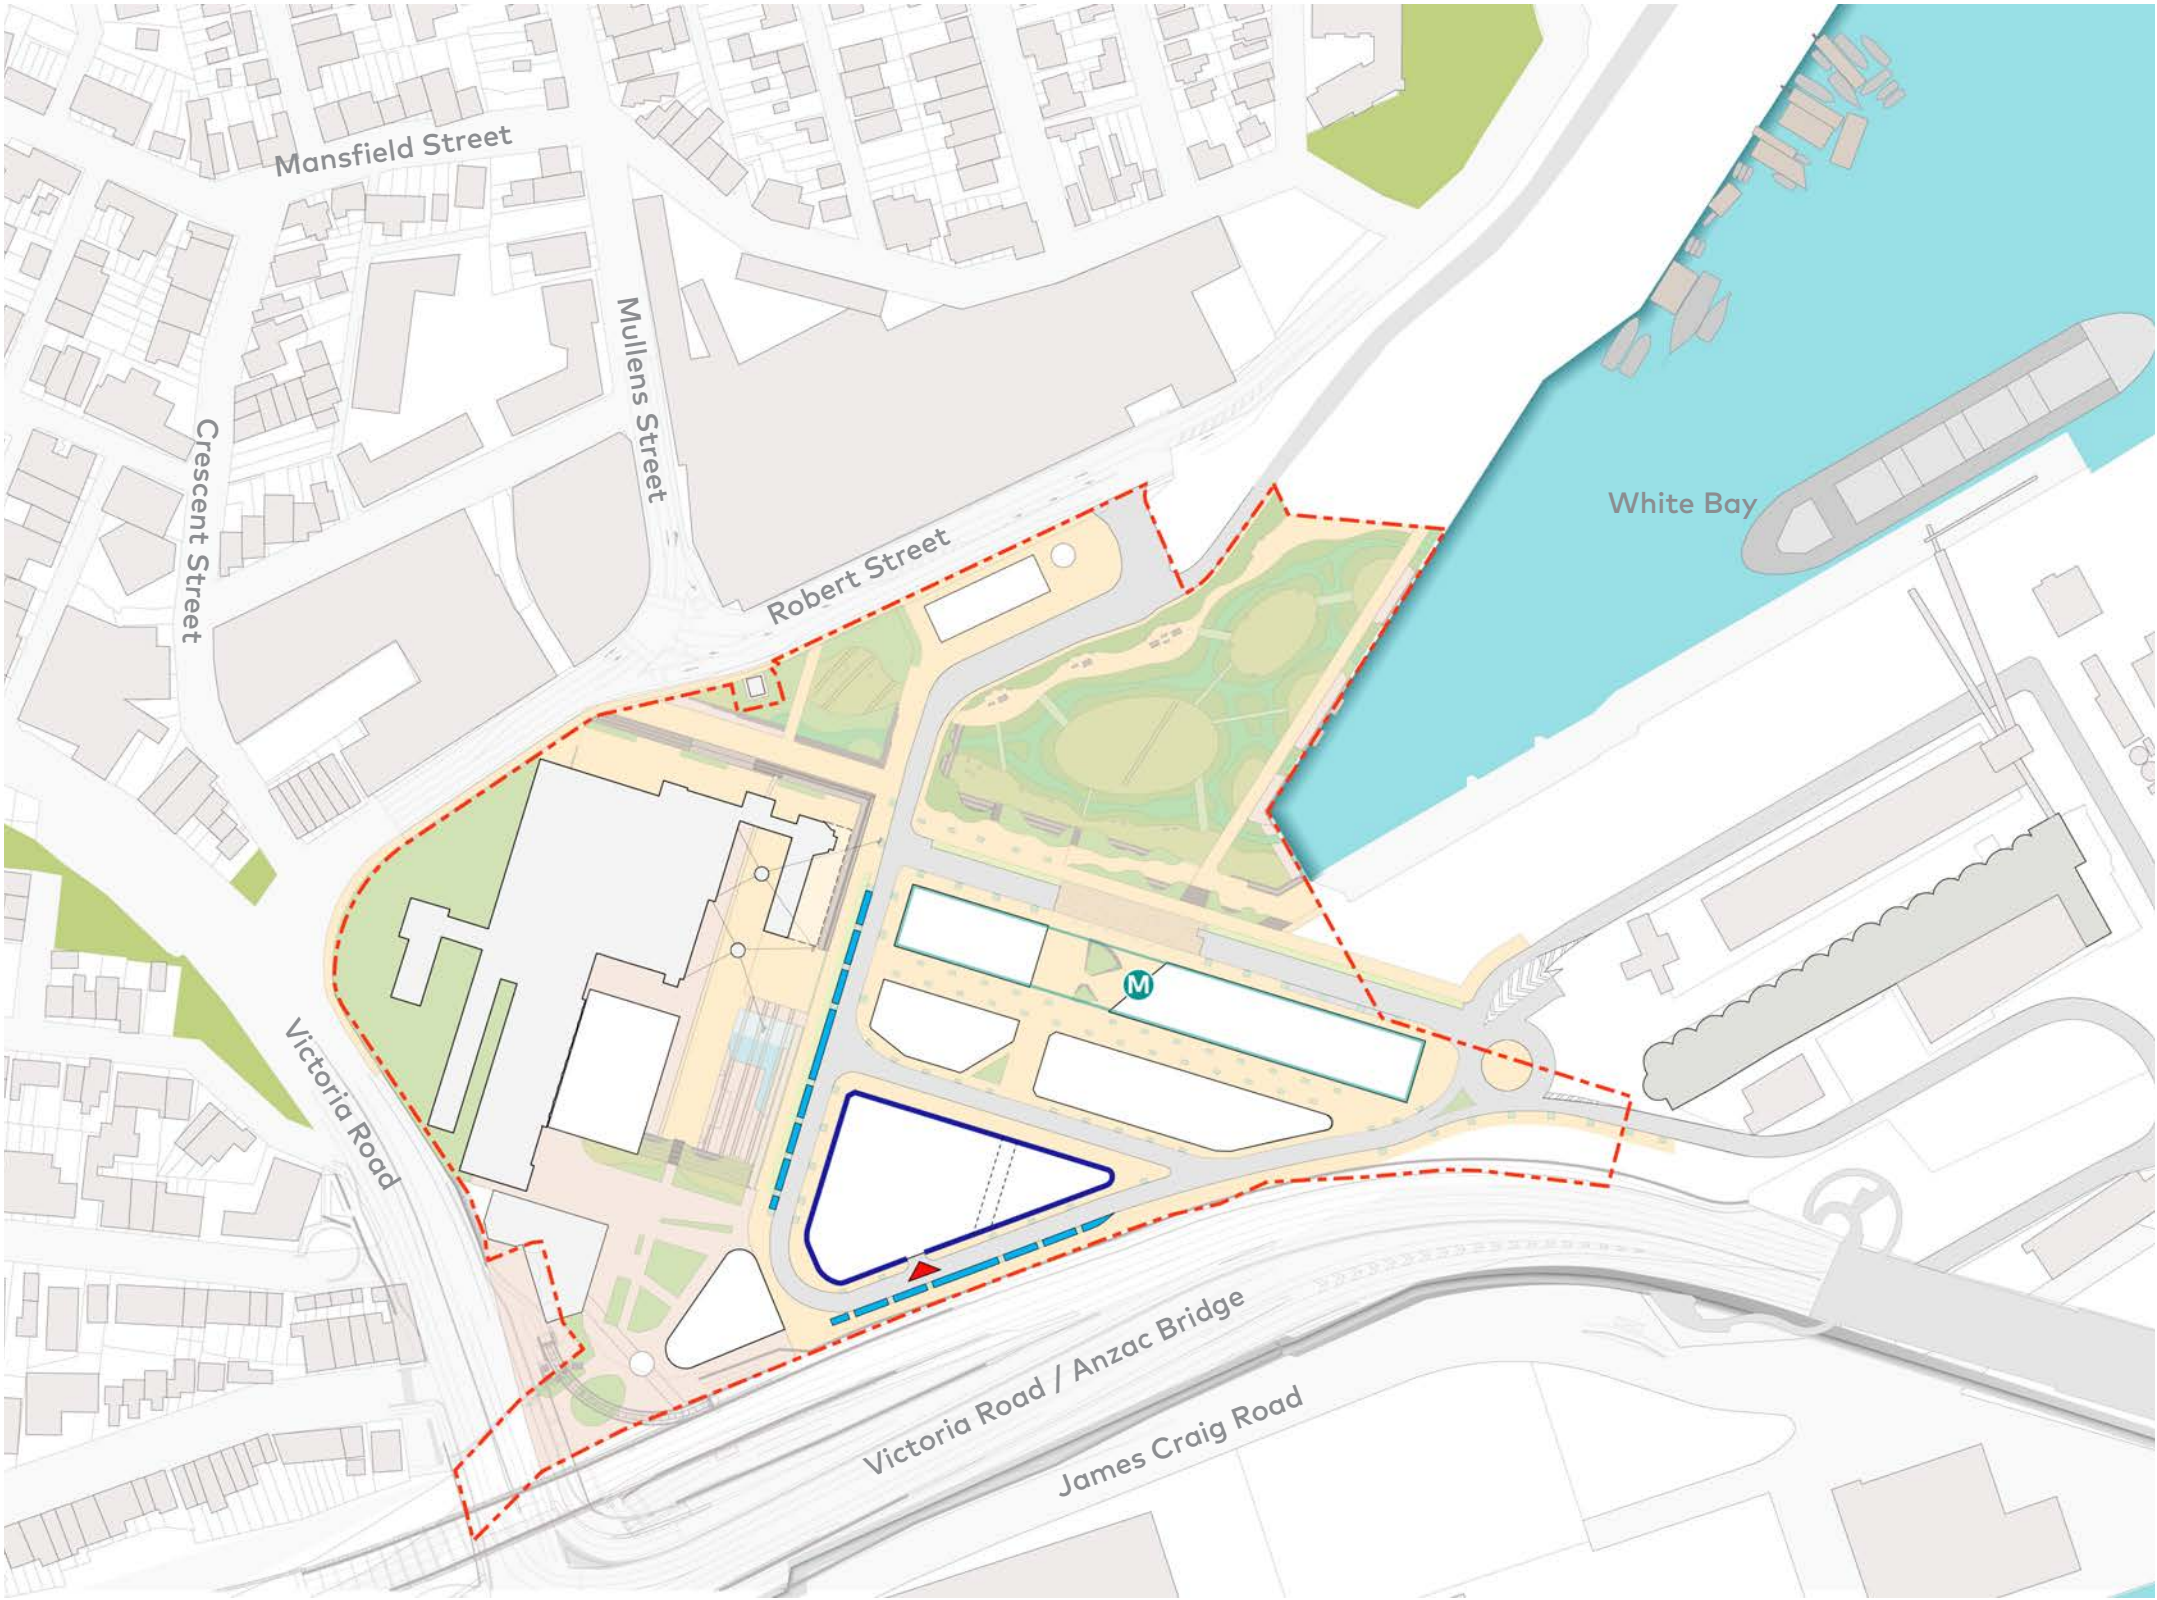 Mansfield Street
Mullens Street
Crescent Street
White Bay
Robert Street
M
Victoria Road
Victoria Road / Anzac Bridge
James Craig Road